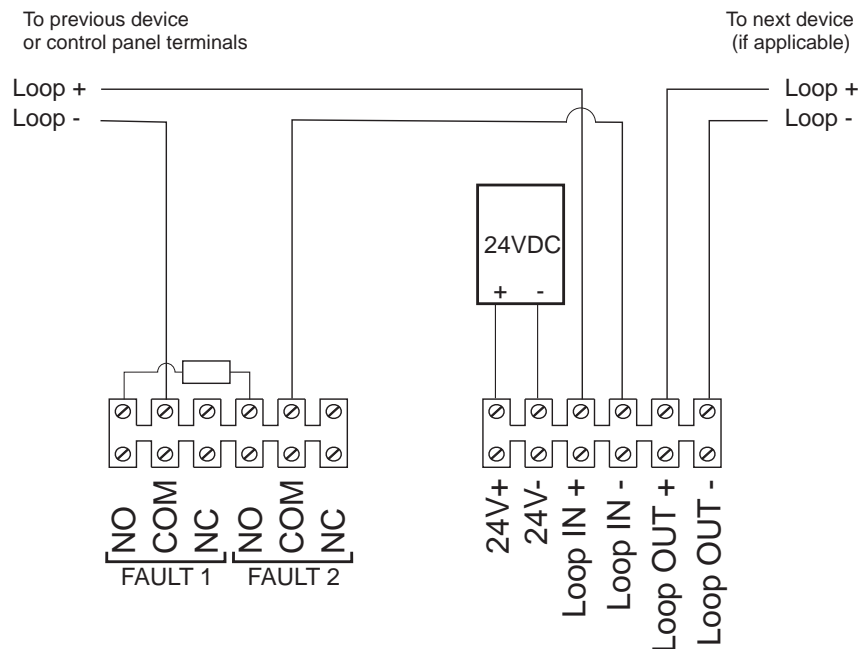 To previous device
or control panel terminals
To next device
(if applicable)
Loop +
Loop -
Loop +
Loop -
24VDC
+ -
NO
COM
NC
NO
COM
NC
FAULT 1
FAULT 2
24V+
24V-
Loop IN +
Loop IN -
Loop OUT +
Loop OUT -